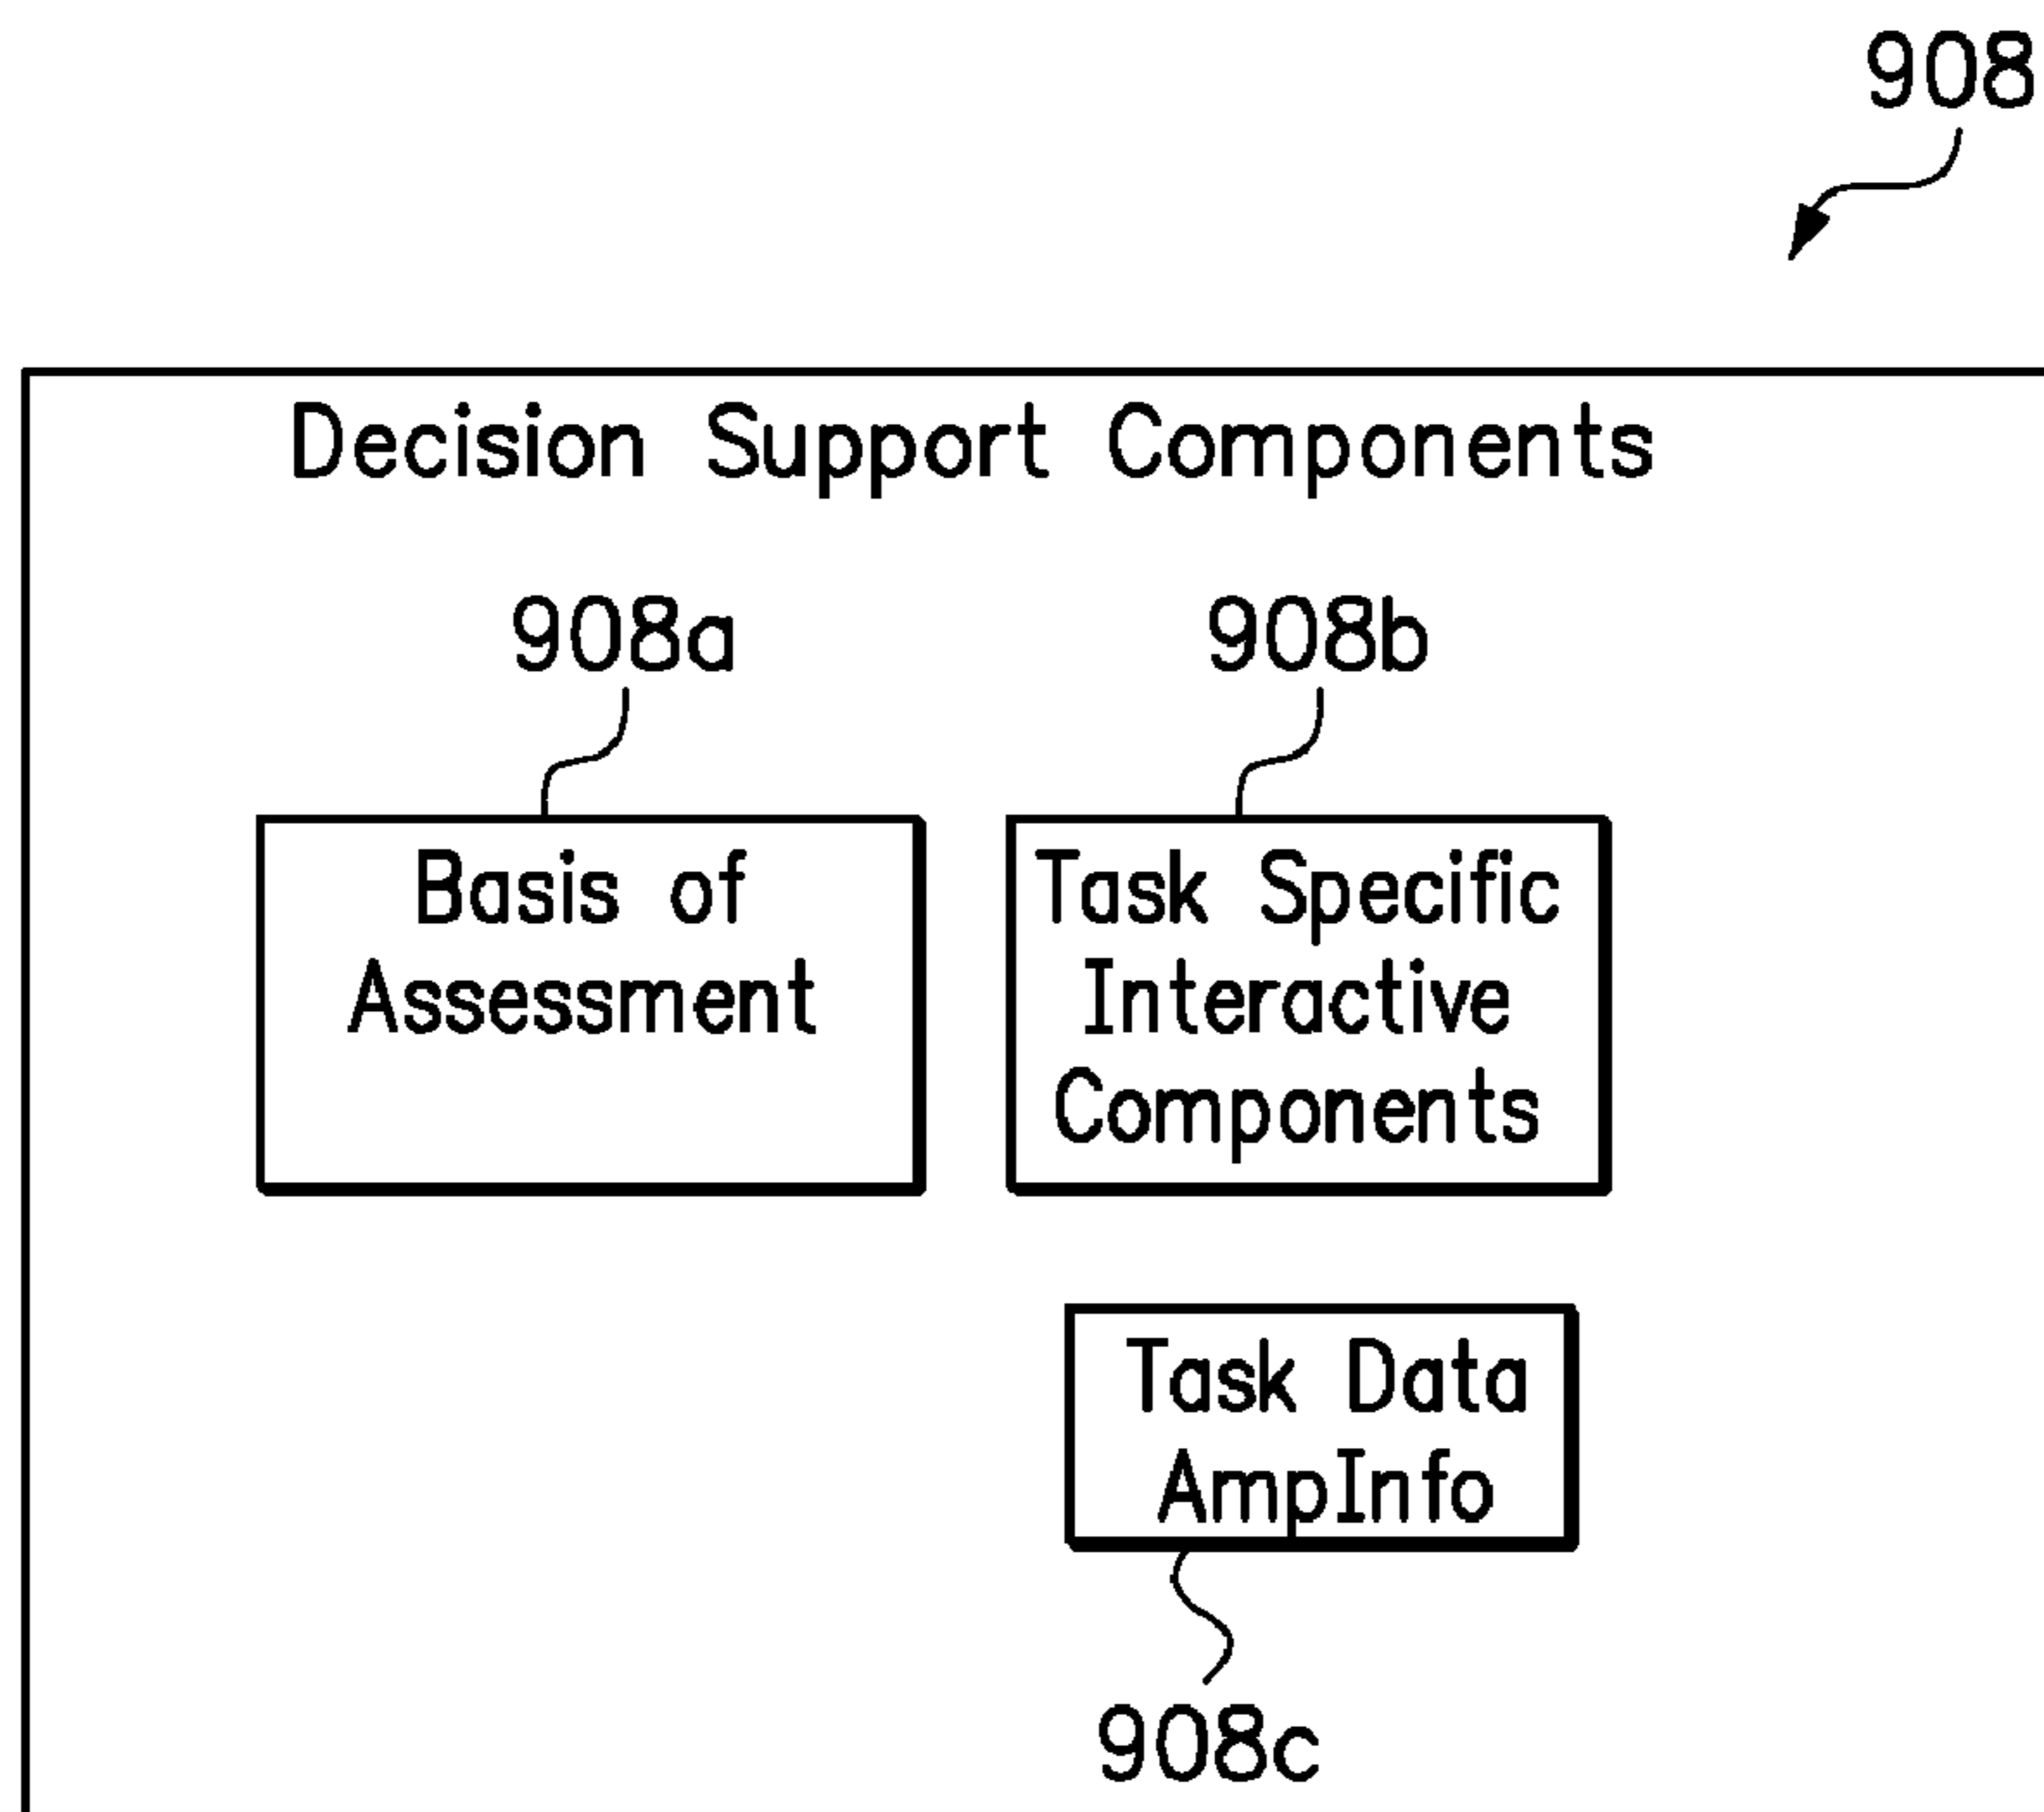 908
Decision Support Components
908a
908b
Basis of
Assessment
Task Specific
Interactive
Components
Task Data
AmpInfo
908c